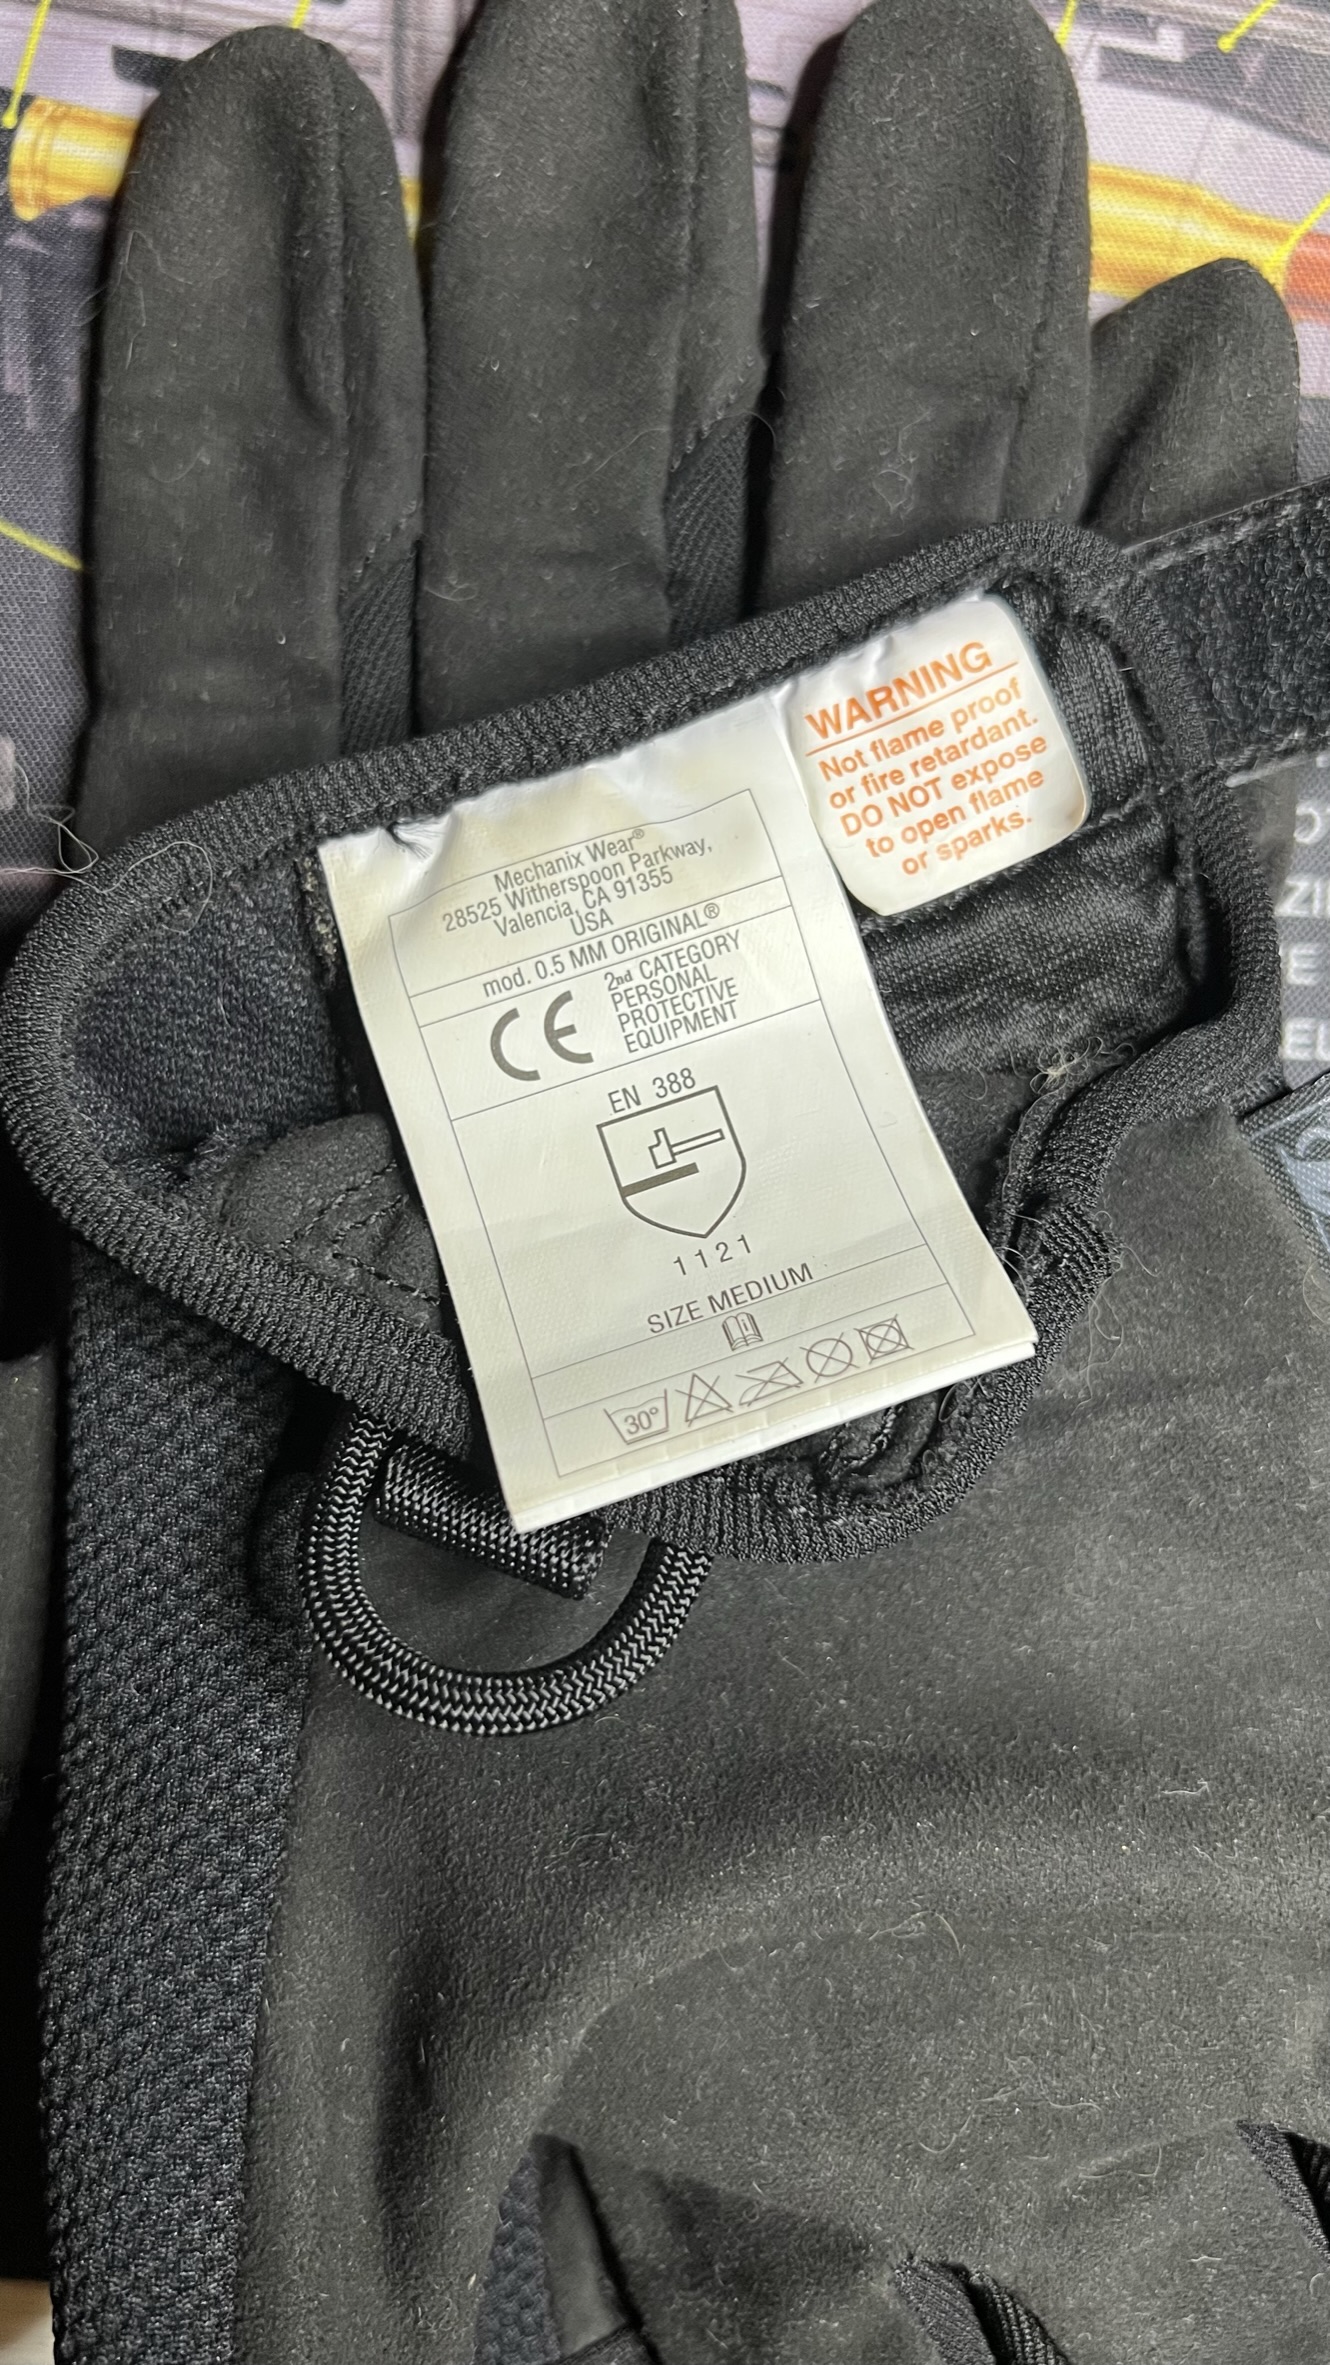 Mechanix Wear®
28525 Witherspoon Parkway,
Valencia, CA 91355
USA
mod. 0.5 MM ORIGINAL®
CE
2nd CATEGORY
PERSONAL
PROTECTIVE
EQUIPMENT
EN 388
1121
SIZE MEDIUM
i
30°
WARNING
Not flame proof
or fire retardant.
DO NOT expose
to open flame
or sparks.